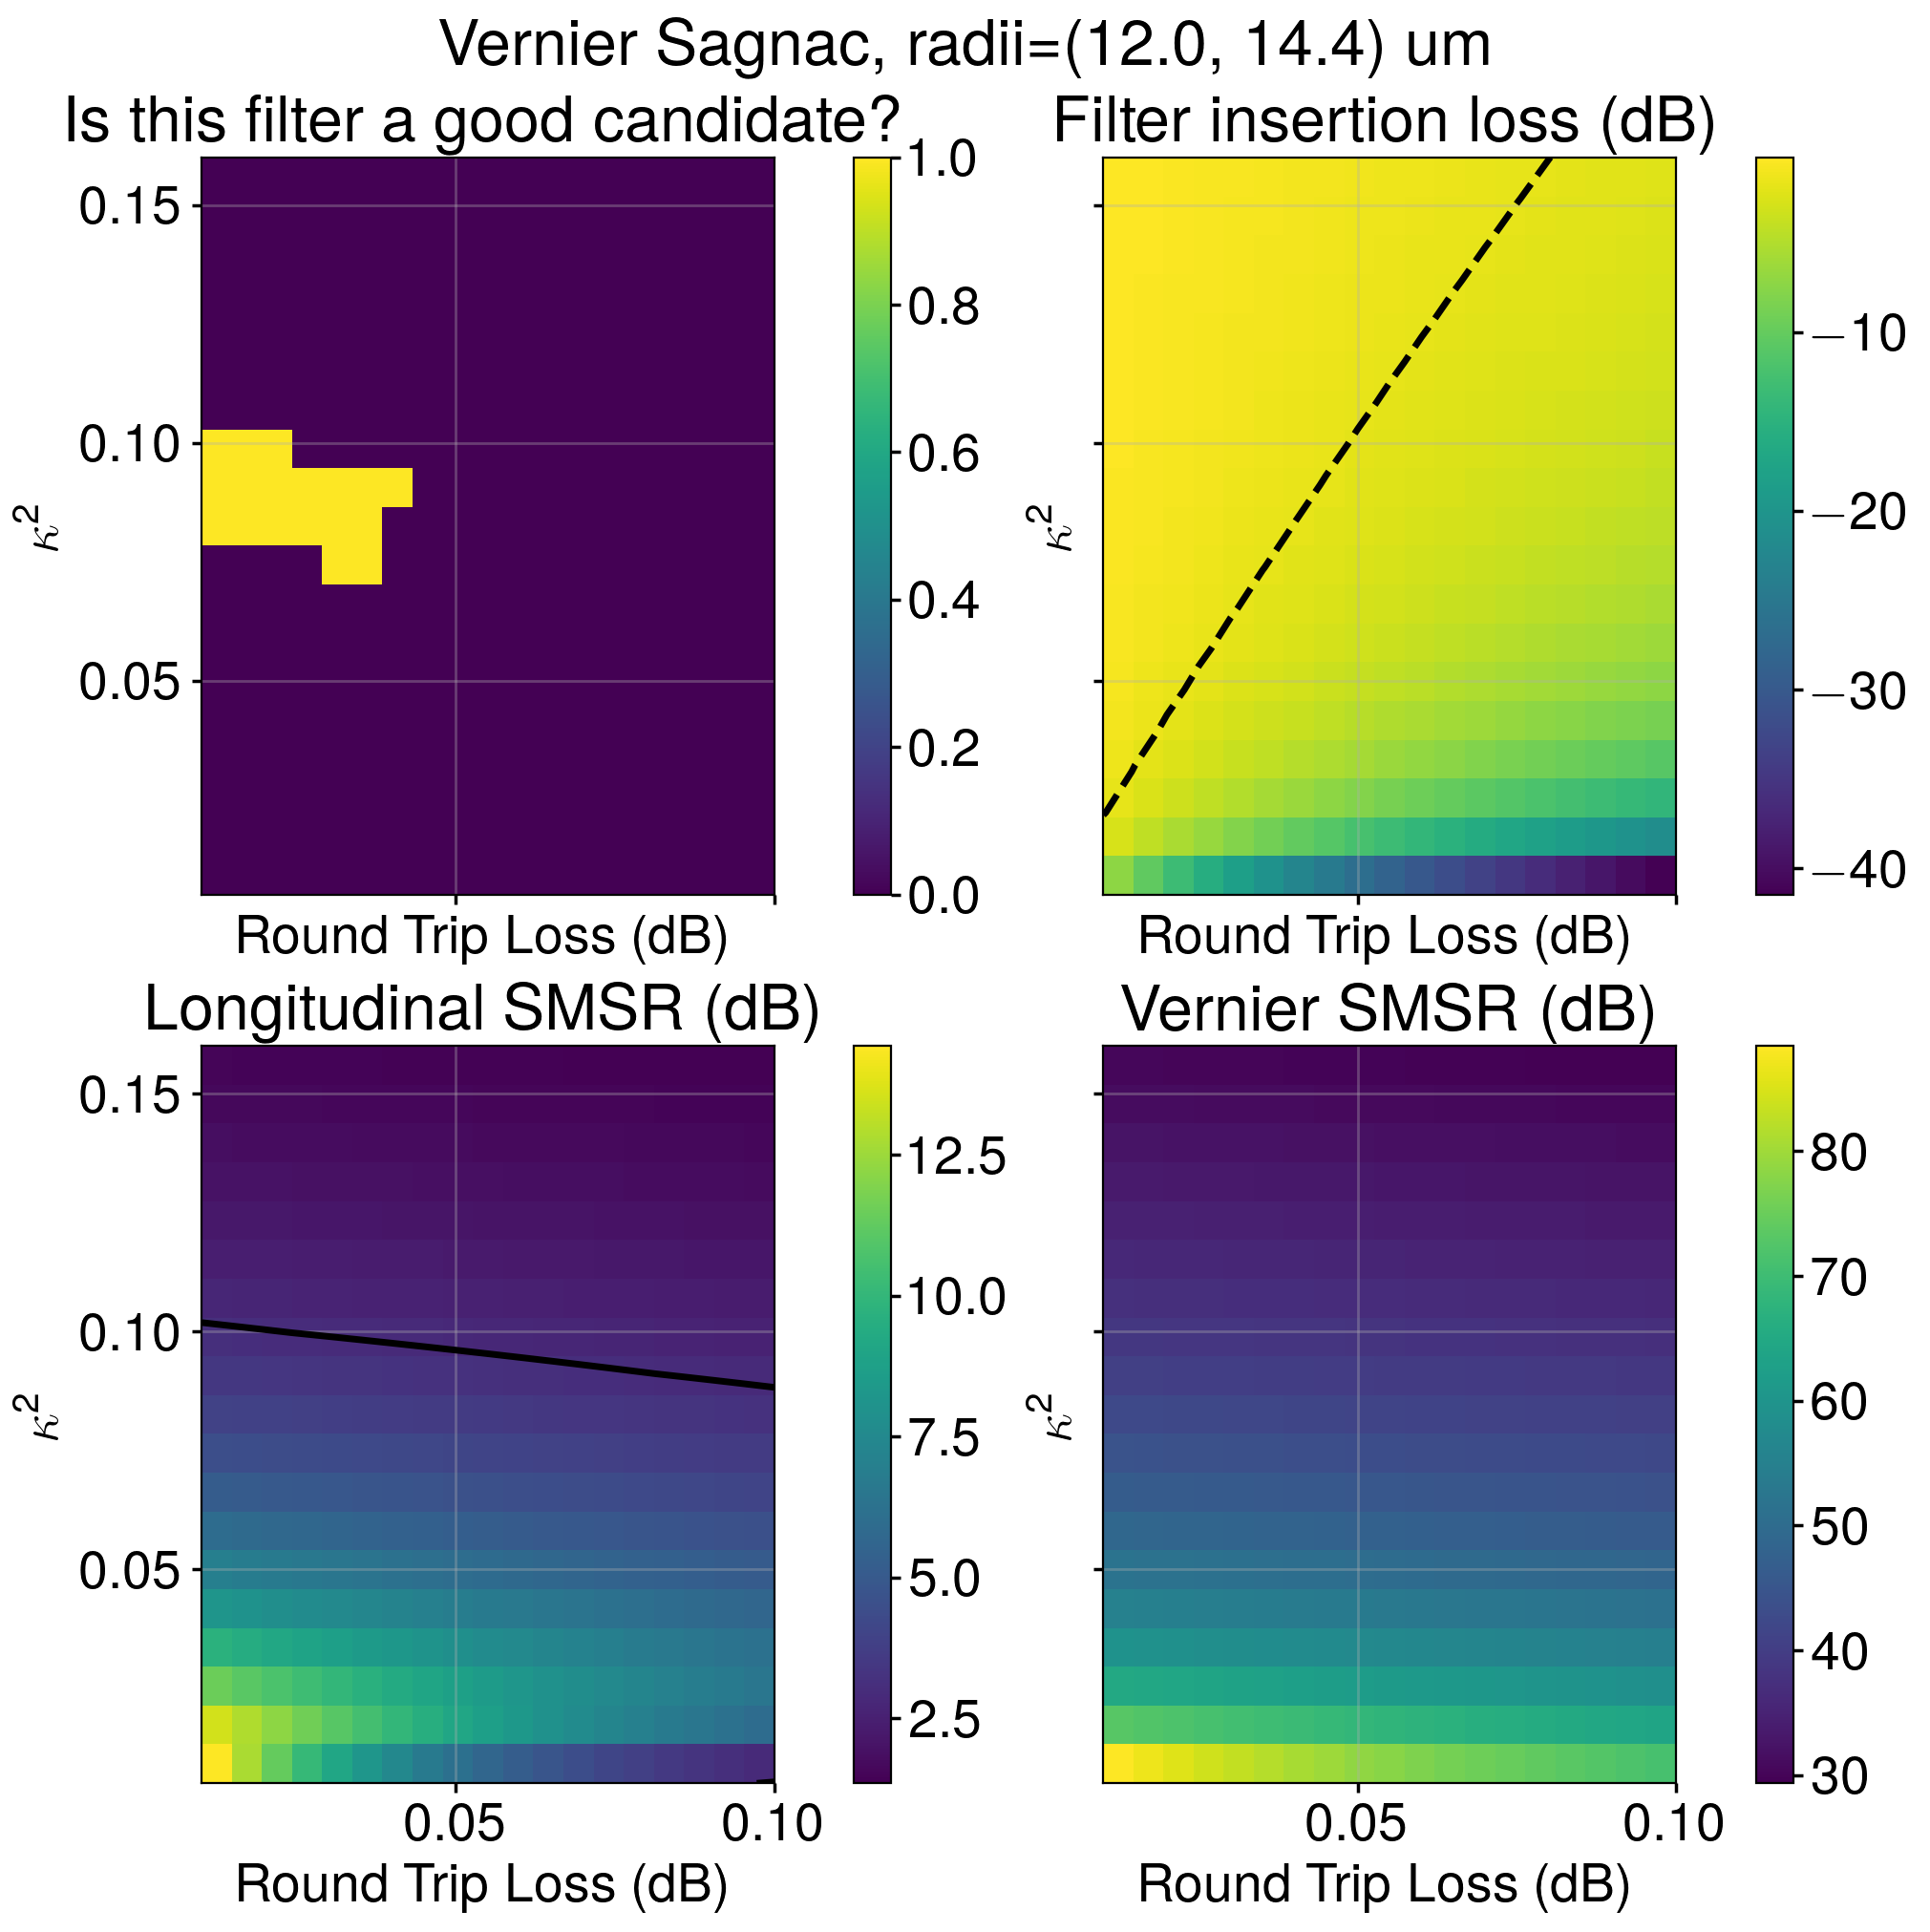 Vernier Sagnac, radii=(12.0, 14.4) um
Is this filter a good candidate?
κ²
0.15
0.10
0.05
Round Trip Loss (dB)
1.0
0.8
0.6
0.4
0.2
0.0
Filter insertion loss (dB)
κ²
Round Trip Loss (dB)
−10
−20
−30
−40
Longitudinal SMSR (dB)
κ²
0.15
0.10
0.05
0.05 0.10
Round Trip Loss (dB)
12.5
10.0
7.5
5.0
2.5
Vernier SMSR (dB)
κ²
0.05 0.10
Round Trip Loss (dB)
80
70
60
50
40
30